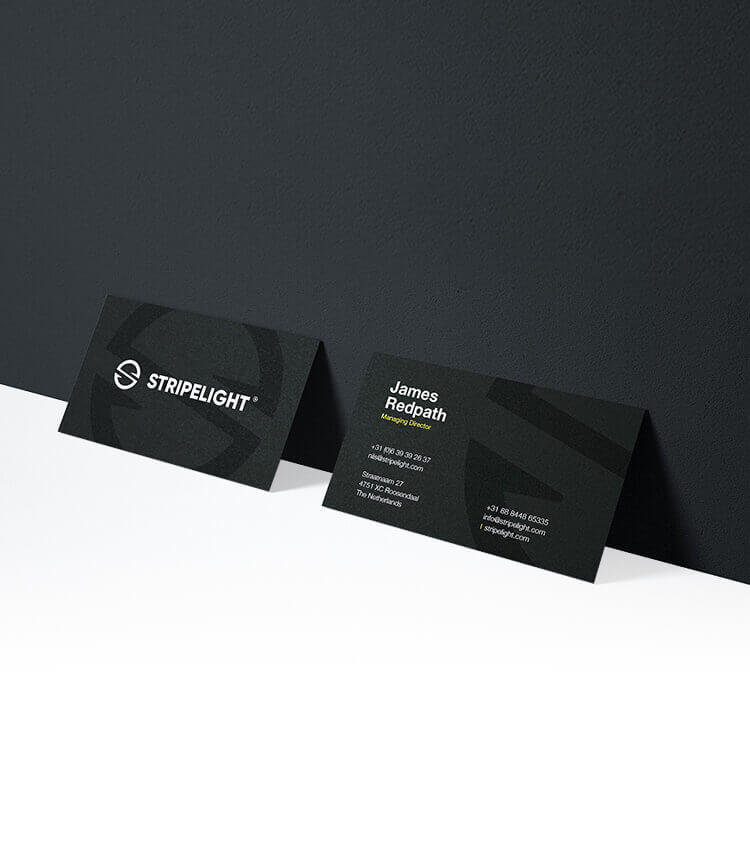 STRIPELIGHT®
James
Redpath
Managing Director
+31 (0)6 39 39 26 37
nils@stripelight.com
Straatnaam 27
4751 XC Roosendaal
The Netherlands
+31 88 8448 65335
info@stripelight.com
| stripelight.com